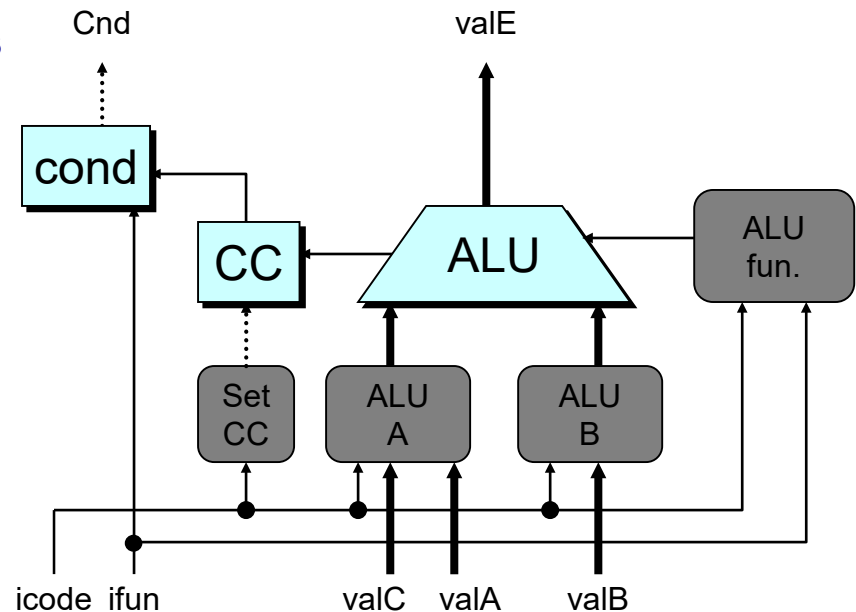 Cnd
valE
cond
CC
ALU
ALU
fun.
Set
CC
ALU
A
ALU
B
icode
ifun
valC
valA
valB